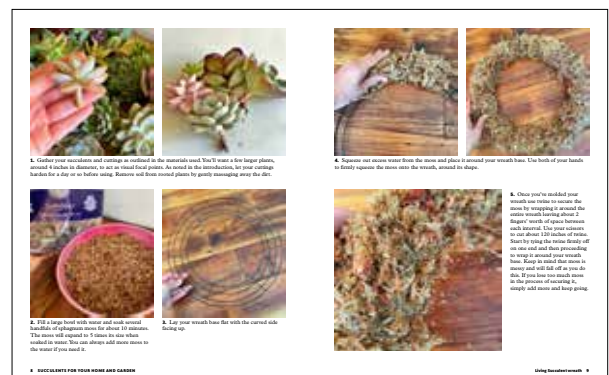 1. Gather your succulents and cuttings as outlined in the materials used. You'll want a few larger plants,
around 4 inches in diameter, to act as visual focal points. As noted in the introduction, let your cuttings
harden for a day or so before using. Remove soil from rooted plants by gently massaging away the dirt.
2. Fill a large bowl with water and soak several
handfuls of sphagnum moss for about 10 minutes.
The moss will expand to 5 times its size when
soaked in water. You can always add more moss to
the water if you need it.
3. Lay your wreath base flat with the curved side
facing up.
8 SUCCULENTS FOR YOUR HOME AND GARDEN
4. Squeeze out excess water from the moss and place it around your wreath base. Use both of your hands
to firmly squeeze the moss onto the wreath, around its shape.
5. Once you've molded your
wreath use twine to secure the
moss by wrapping it around the
entire wreath leaving about 2
fingers' worth of space between
each interval. Use your scissors
to cut about 120 inches of twine.
Start by tying the twine firmly off
on one end and then proceeding
to wrap it around your wreath
base. Keep in mind that moss is
messy and will fall off as you do
this. If you lose too much moss
in the process of securing it,
simply add more and keep going.
Living Succulent wreath 9